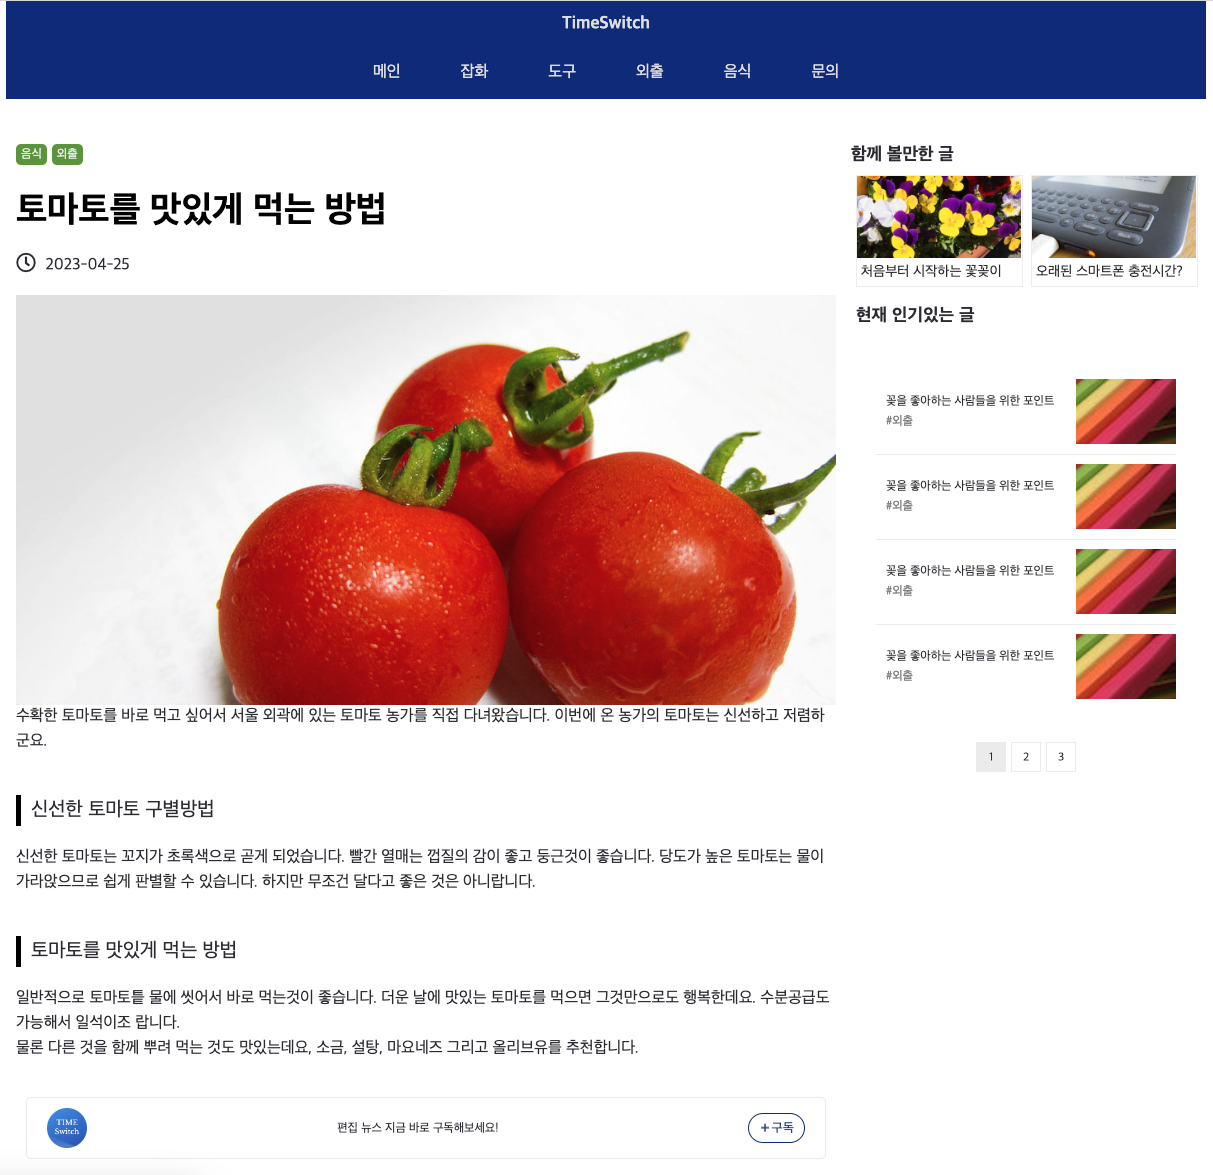 TimeSwitch
메인 잡화 도구 외출 음식 문의
음식 외출
토마토를 맛있게 먹는 방법
2023-04-25
수확한 토마토를 바로 먹고 싶어서 서울 외곽에 있는 토마토 농가를 직접 다녀왔습니다. 이번에 온 농가의 토마토는 신선하고 저렴하
군요.
신선한 토마토 구별방법
신선한 토마토는 꼬지가 초록색으로 곧게 되었습니다. 빨간 열매는 껍질의 감이 좋고 둥근것이 좋습니다. 당도가 높은 토마토는 물이
가라앉으므로 쉽게 판별할 수 있습니다. 하지만 무조건 달다고 좋은 것은 아니랍니다.
토마토를 맛있게 먹는 방법
일반적으로 토마토틑 물에 씻어서 바로 먹는것이 좋습니다. 더운 날에 맛있는 토마토를 먹으면 그것만으로도 행복한데요. 수분공급도
가능해서 일석이조 랍니다.
물론 다른 것을 함께 뿌려 먹는 것도 맛있는데요, 소금, 설탕, 마요네즈 그리고 올리브유를 추천합니다.
TIME
Switch
편집 뉴스 지금 바로 구독해보세요!
+ 구독
함께 볼만한 글
처음부터 시작하는 꽃꽂이
오래된 스마트폰 충전시간?
현재 인기있는 글
꽃을 좋아하는 사람들을 위한 포인트
#외출
꽃을 좋아하는 사람들을 위한 포인트
#외출
꽃을 좋아하는 사람들을 위한 포인트
#외출
꽃을 좋아하는 사람들을 위한 포인트
#외출
1 2 3